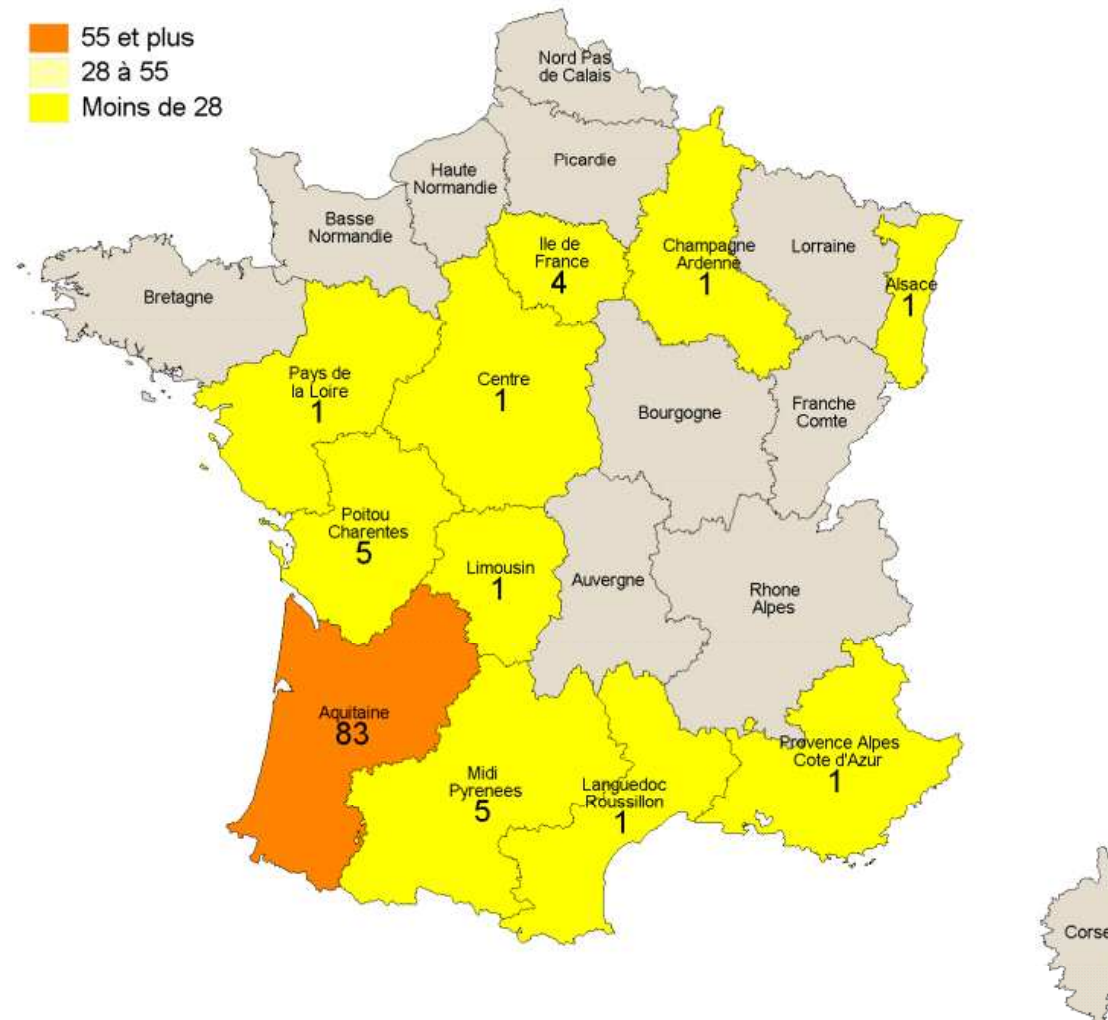 55 et plus
28 à 55
Moins de 28
Nord Pas
de Calais
Picardie
Haute
Normandie
Basse
Normandie
Ile de
France
4
Champagne
Ardenne
1
Lorraine
Alsace
1
Bretagne
Pays de
la Loire
1
Centre
1
Bourgogne
Franche
Comte
Poitou
Charentes
5
Limousin
1
Auvergne
Rhone
Alpes
Aquitaine
83
Midi
Pyrenees
5
Languedoc
Roussillon
1
Provence Alpes
Cote d'Azur
1
Corse